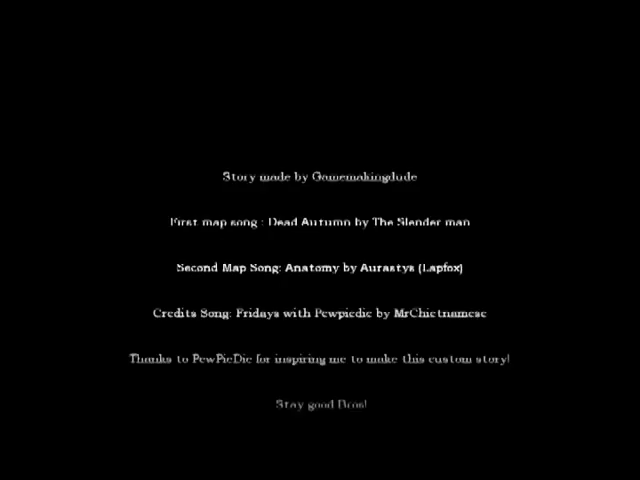 Story made by Gamemakingdude
First map song : Dead Autumn by The Slender man
Second Map Song: Anatomy by Aurastys (Lapfox)
Credits Song: Fridays with Pewpiedie by MrChietnamese
Thanks to PewPieDie for inspiring me to make this custom story!
Stay good Bros!